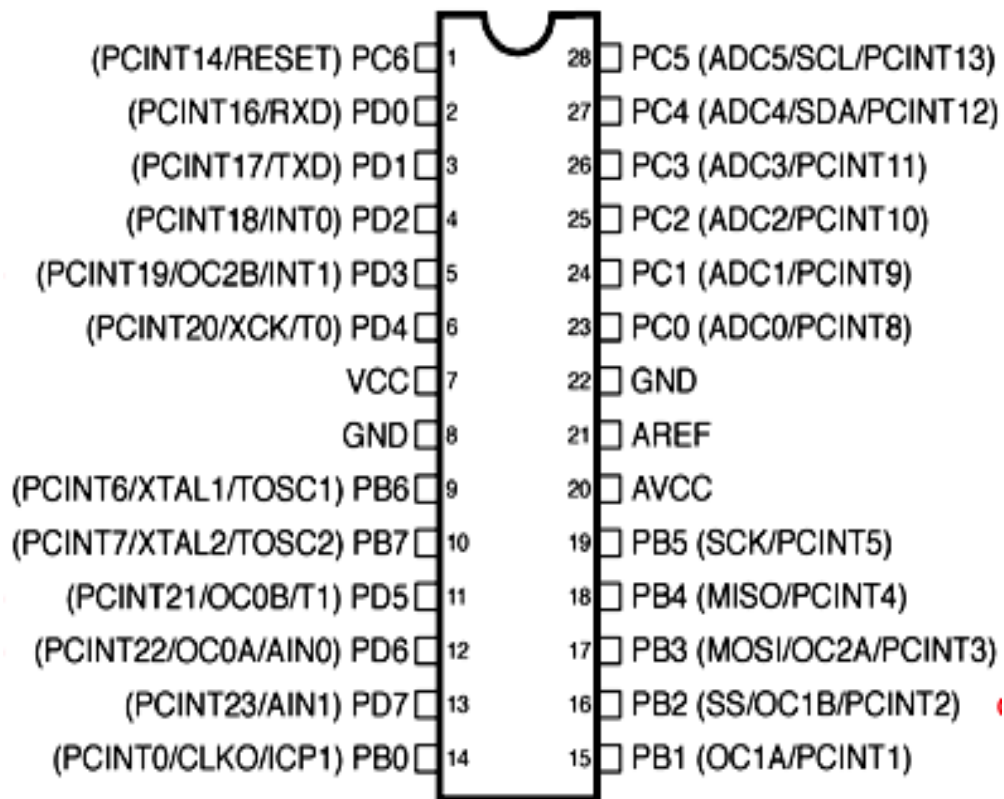 (PCINT14/RESET) PC6 1 28 PC5 (ADC5/SCL/PCINT13)
(PCINT16/RXD) PD0 2 27 PC4 (ADC4/SDA/PCINT12)
(PCINT17/TXD) PD1 3 26 PC3 (ADC3/PCINT11)
(PCINT18/INT0) PD2 4 25 PC2 (ADC2/PCINT10)
(PCINT19/OC2B/INT1) PD3 5 24 PC1 (ADC1/PCINT9)
(PCINT20/XCK/T0) PD4 6 23 PC0 (ADC0/PCINT8)
VCC 7 22 GND
GND 8 21 AREF
(PCINT6/XTAL1/TOSC1) PB6 9 20 AVCC
(PCINT7/XTAL2/TOSC2) PB7 10 19 PB5 (SCK/PCINT5)
(PCINT21/OC0B/T1) PD5 11 18 PB4 (MISO/PCINT4)
(PCINT22/OC0A/AIN0) PD6 12 17 PB3 (MOSI/OC2A/PCINT3)
(PCINT23/AIN1) PD7 13 16 PB2 (SS/OC1B/PCINT2)
(PCINT0/CLKO/ICP1) PB0 14 15 PB1 (OC1A/PCINT1)